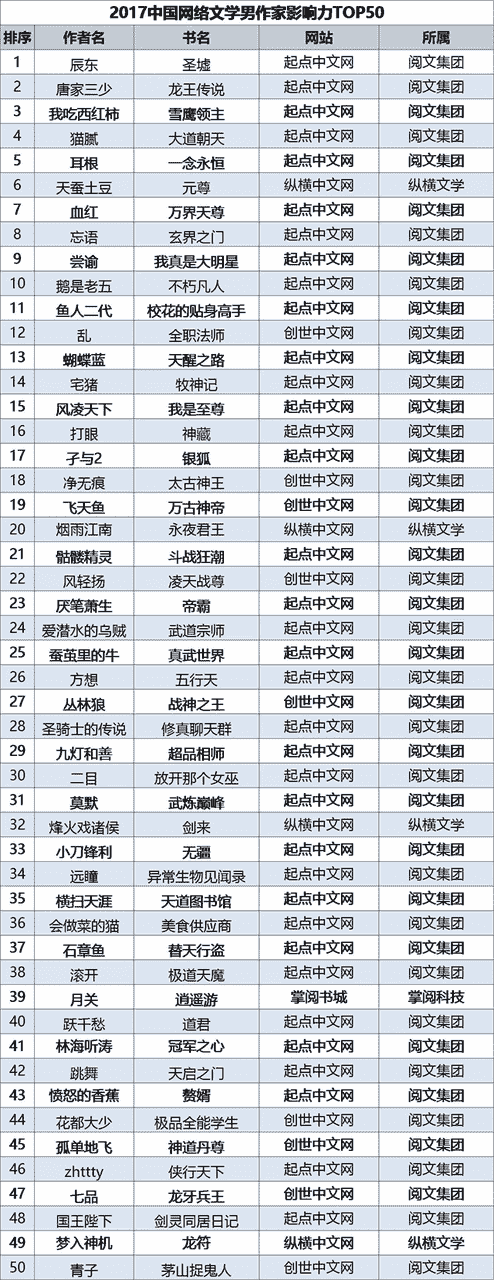 2017中国网络文学男作家影响力TOP50
排序 作者名 书名 网站 所属
1 辰东 圣墟 起点中文网 阅文集团
2 唐家三少 龙王传说 起点中文网 阅文集团
3 我吃西红柿 雪鹰领主 起点中文网 阅文集团
4 猫腻 大道朝天 起点中文网 阅文集团
5 耳根 一念永恒 起点中文网 阅文集团
6 天蚕土豆 元尊 纵横中文网 纵横文学
7 血红 万界天尊 起点中文网 阅文集团
8 忘语 玄界之门 起点中文网 阅文集团
9 尝谕 我真是大明星 起点中文网 阅文集团
10 鹅是老五 不朽凡人 起点中文网 阅文集团
11 鱼人二代 校花的贴身高手 起点中文网 阅文集团
12 乱 全职法师 创世中文网 阅文集团
13 蝴蝶蓝 天醒之路 起点中文网 阅文集团
14 宅猪 牧神记 起点中文网 阅文集团
15 风凌天下 我是至尊 起点中文网 阅文集团
16 打眼 神藏 起点中文网 阅文集团
17 孑与2 银狐 起点中文网 阅文集团
18 净无痕 太古神王 创世中文网 阅文集团
19 飞天鱼 万古神帝 创世中文网 阅文集团
20 烟雨江南 永夜君王 纵横中文网 纵横文学
21 骷髅精灵 斗战狂潮 起点中文网 阅文集团
22 风轻扬 凌天战尊 创世中文网 阅文集团
23 厌笔萧生 帝霸 起点中文网 阅文集团
24 爱潜水的乌贼 武道宗师 起点中文网 阅文集团
25 蚕茧里的牛 真武世界 起点中文网 阅文集团
26 方想 五行天 起点中文网 阅文集团
27 丛林狼 战神之王 创世中文网 阅文集团
28 圣骑士的传说 修真聊天群 起点中文网 阅文集团
29 九灯和善 超品相师 起点中文网 阅文集团
30 二目 放开那个女巫 起点中文网 阅文集团
31 莫默 武炼巅峰 起点中文网 阅文集团
32 烽火戏诸侯 剑来 纵横中文网 纵横文学
33 小刀锋利 无疆 起点中文网 阅文集团
34 远瞳 异常生物见闻录 起点中文网 阅文集团
35 横扫天涯 天道图书馆 起点中文网 阅文集团
36 会做菜的猫 美食供应商 起点中文网 阅文集团
37 石章鱼 替天行盗 起点中文网 阅文集团
38 滚开 极道天魔 起点中文网 阅文集团
39 月关 逍遥游 掌阅书城 掌阅科技
40 跃千愁 道君 起点中文网 阅文集团
41 林海听涛 冠军之心 起点中文网 阅文集团
42 跳舞 天启之门 起点中文网 阅文集团
43 愤怒的香蕉 赘婿 起点中文网 阅文集团
44 花都大少 极品全能学生 创世中文网 阅文集团
45 孤单地飞 神道丹尊 创世中文网 阅文集团
46 zhttty 侠行天下 起点中文网 阅文集团
47 七品 龙牙兵王 创世中文网 阅文集团
48 国王陛下 剑灵同居日记 起点中文网 阅文集团
49 梦入神机 龙符 纵横中文网 纵横文学
50 青子 茅山捉鬼人 创世中文网 阅文集团